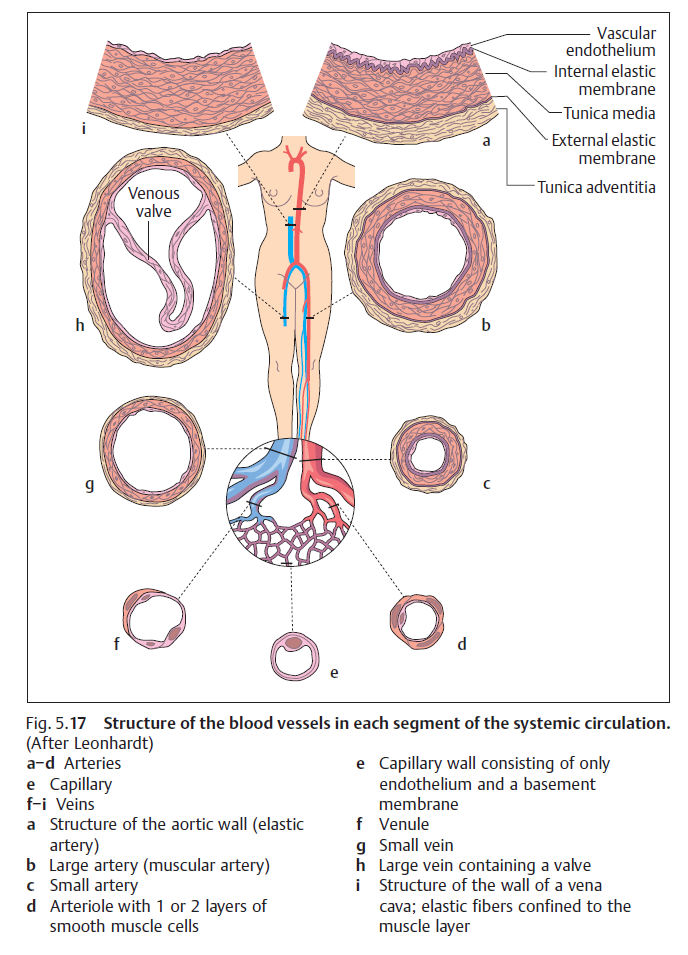 Vascular
endothelium
Internal elastic
membrane
Tunica media
External elastic
membrane
Tunica adventitia
i
a
Venous
valve
h
b
g
c
f
e
d
Fig. 5.17 Structure of the blood vessels in each segment of the systemic circulation.
(After Leonhardt)
a–d Arteries
e Capillary
f–i Veins
a Structure of the aortic wall (elastic
artery)
b Large artery (muscular artery)
c Small artery
d Arteriole with 1 or 2 layers of
smooth muscle cells
e Capillary wall consisting of only
endothelium and a basement
membrane
f Venule
g Small vein
h Large vein containing a valve
i Structure of the wall of a vena
cava; elastic fibers confined to the
muscle layer